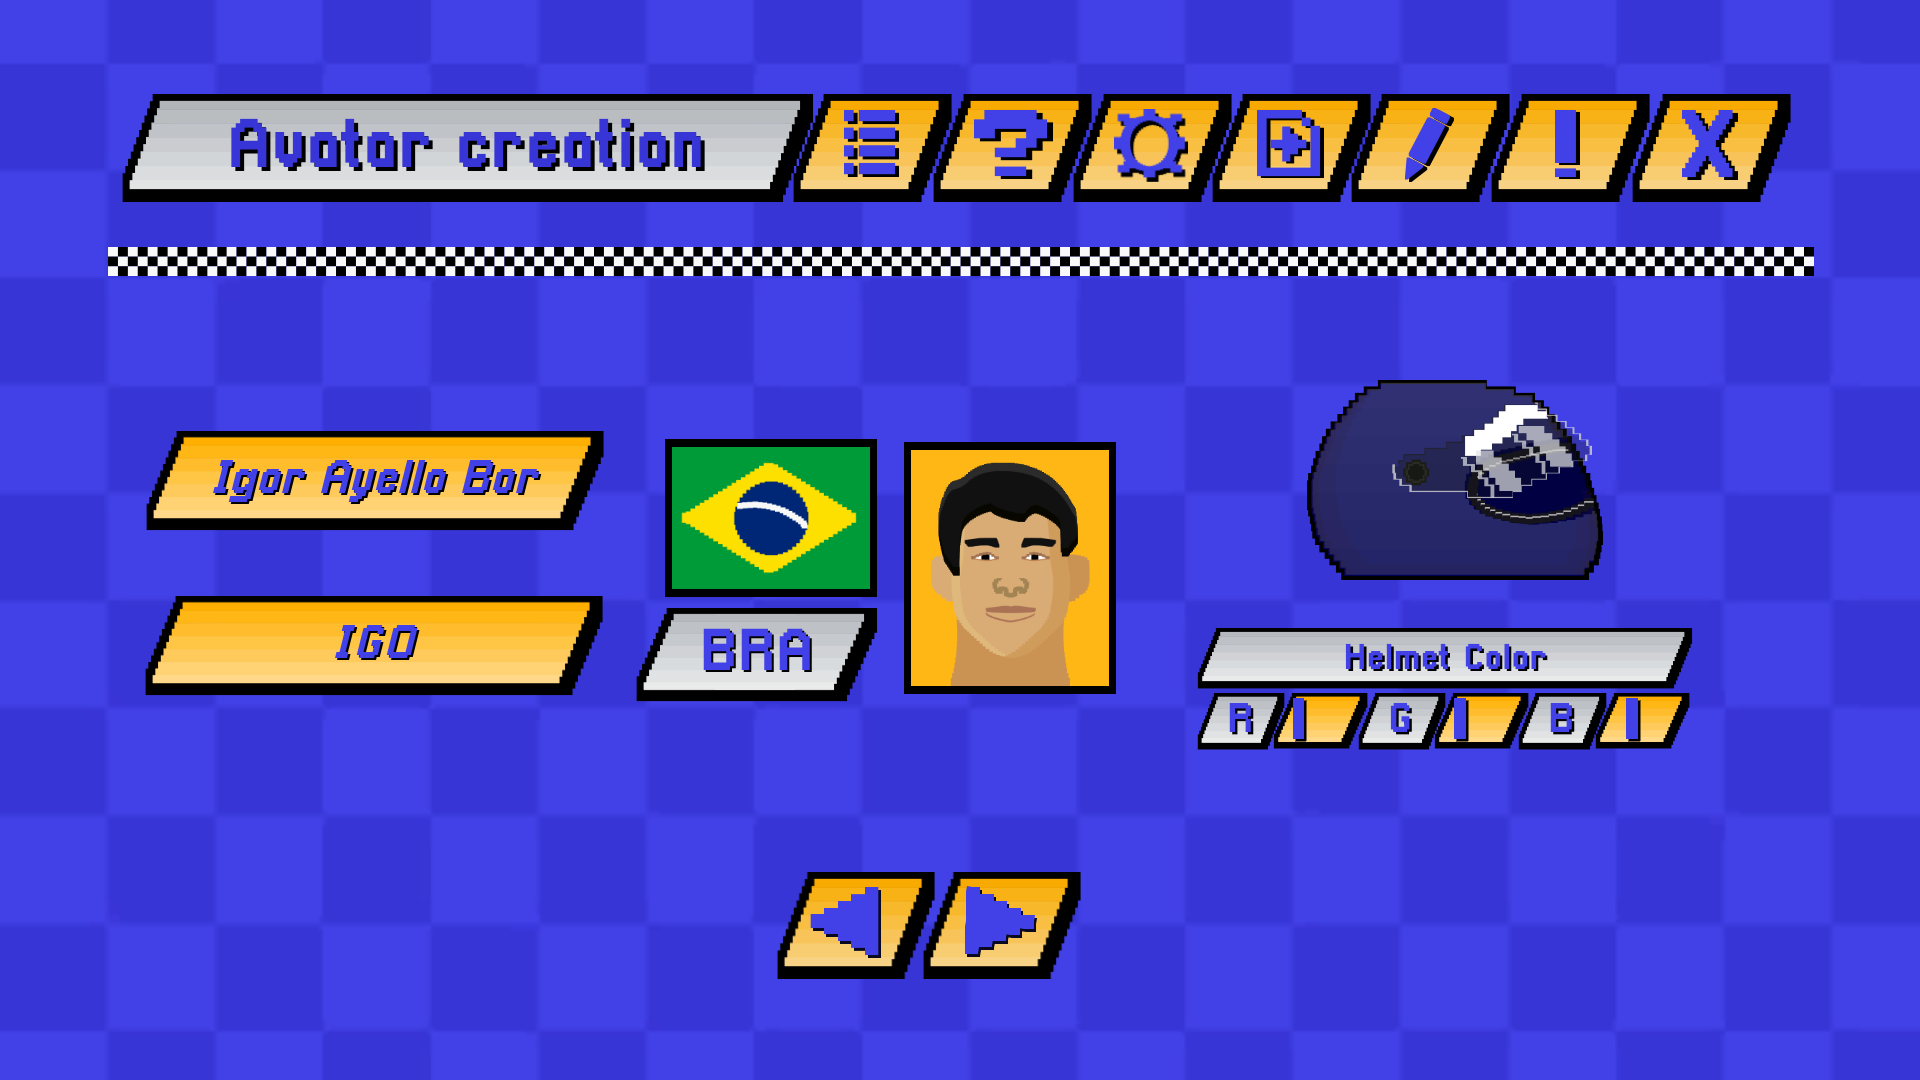 Avatar creation ? ! X
Igor Ayello Bor
IGO
BRA
Helmet Color
R G B